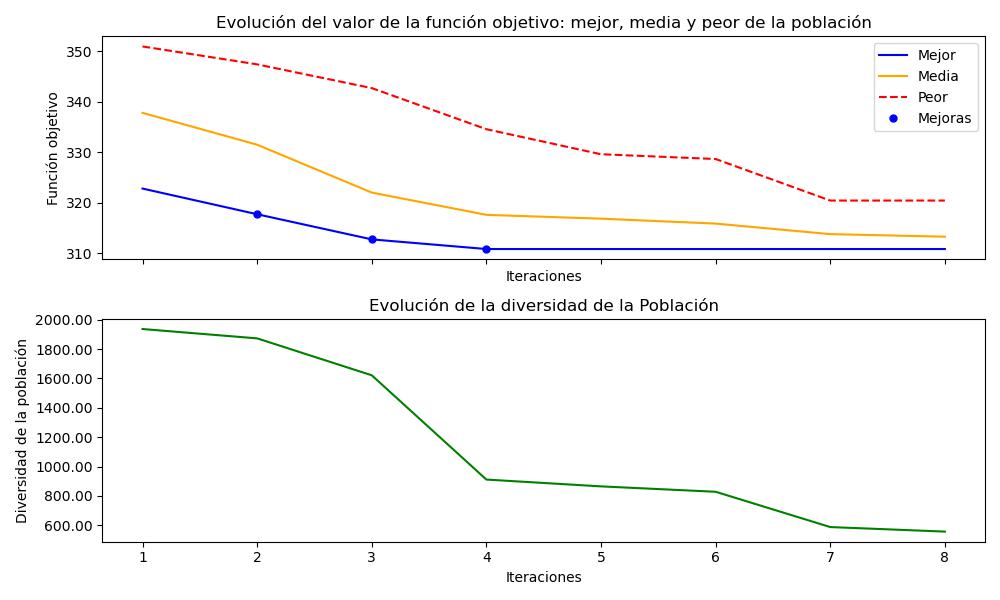 Evolución del valor de la función objetivo: mejor, media y peor de la población
350
340
330
320
310
Función objetivo
Mejor
Media
Peor
Mejoras
Iteraciones
Evolución de la diversidad de la Población
2000.00
1800.00
1600.00
1400.00
1200.00
1000.00
800.00
600.00
Diversidad de la población
1 2 3 4 5 6 7 8
Iteraciones